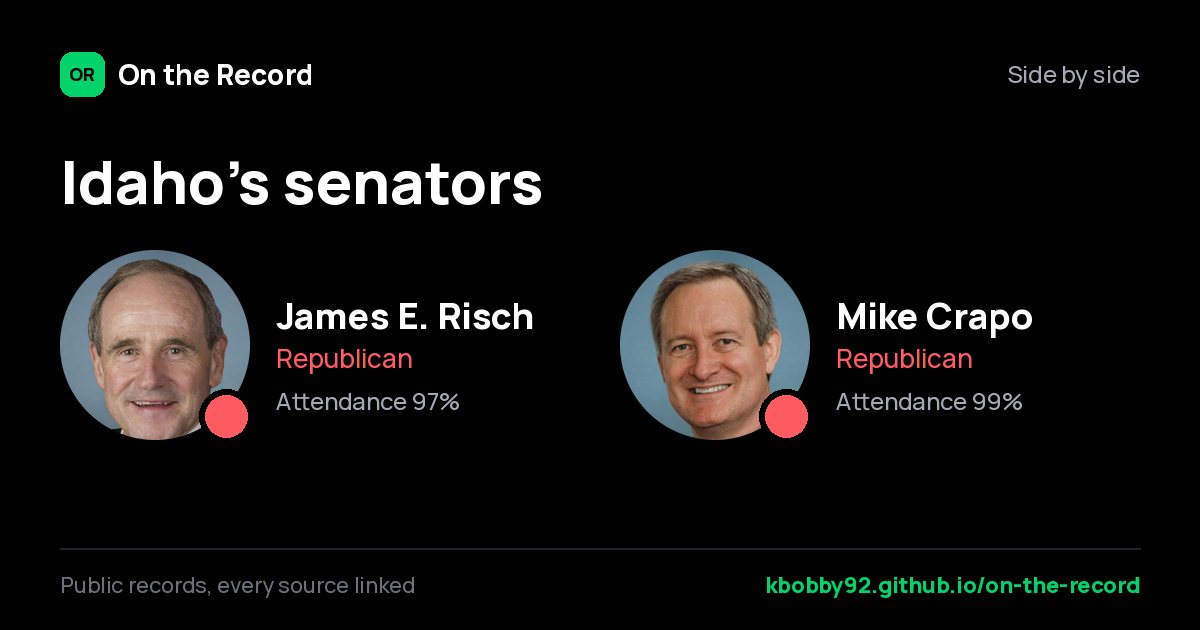 OR On the Record
Side by side
Idaho’s senators
James E. Risch
Republican
Attendance 97%
Mike Crapo
Republican
Attendance 99%
Public records, every source linked
kbobby92.github.io/on-the-record